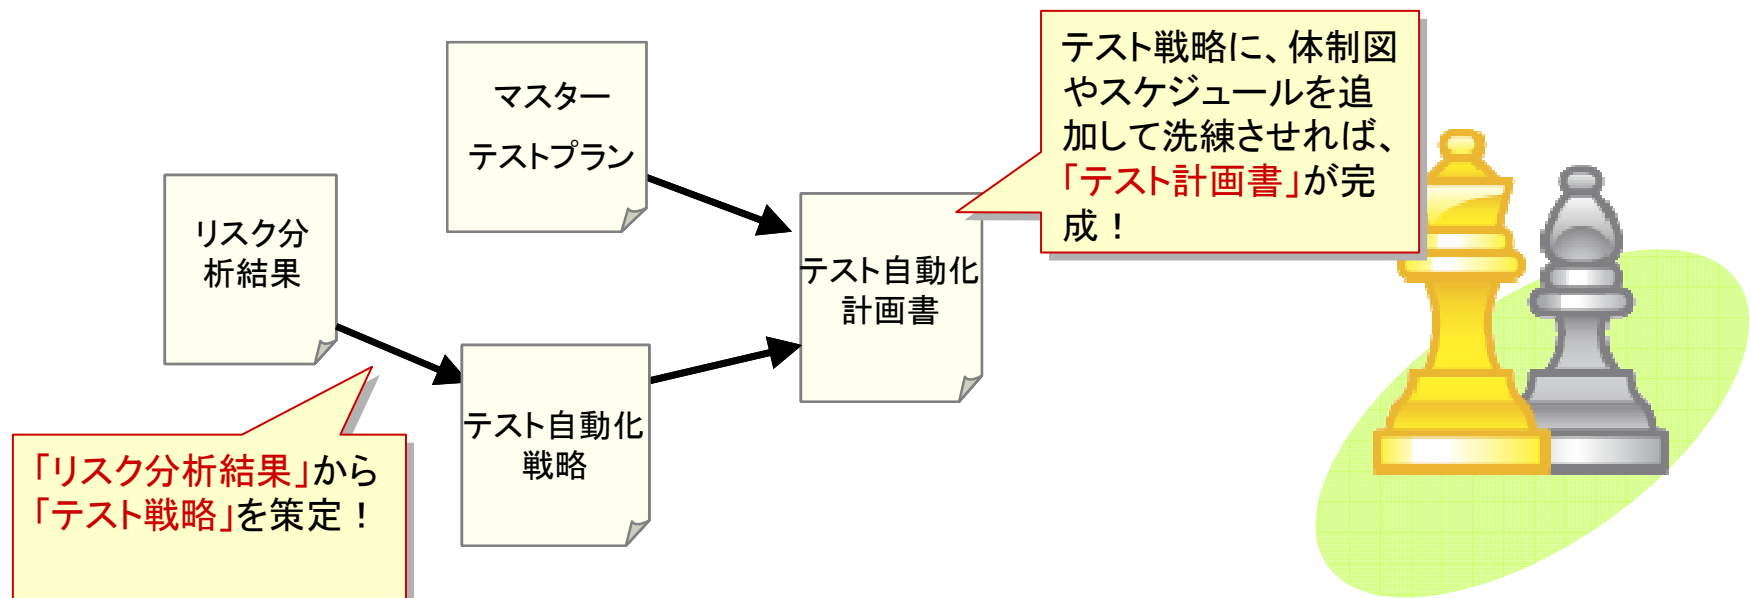 マスター
テストプラン
テスト戦略に、体制図
やスケジュールを追
加して洗練させれば、
「テスト計画書」が完
成！
リスク分
析結果
テスト自動化
計画書
テスト自動化
戦略
「リスク分析結果」から
「テスト戦略」を策定！